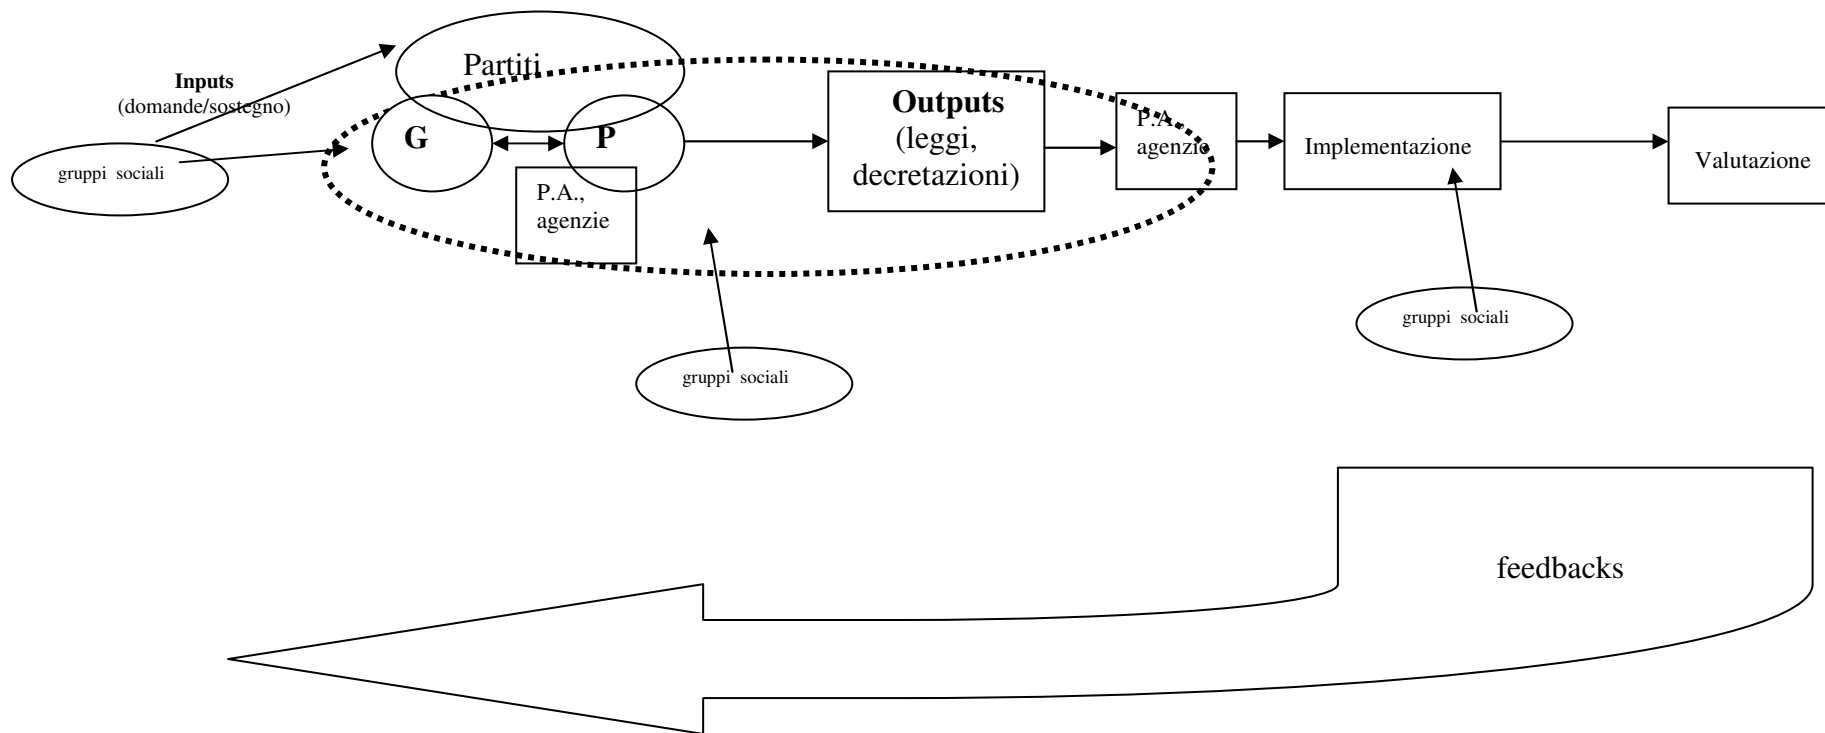 Partiti
Inputs
(domande/sostegno)
gruppi sociali
G
P
P.A.,
agenzie
Outputs
(leggi,
decretazioni)
P.A.,
agenzie
Implementazione
Valutazione
gruppi sociali
gruppi sociali
feedbacks